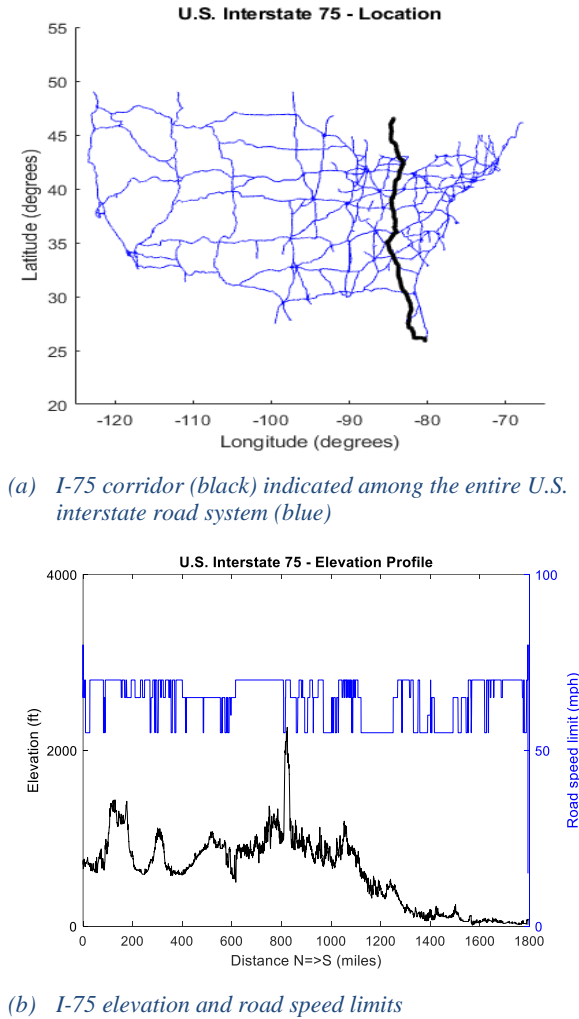 U.S. Interstate 75 - Location
55
50
45
40
35
30
25
20
Latitude (degrees)
-120 -110 -100 -90 -80 -70
Longitude (degrees)
(a) I-75 corridor (black) indicated among the entire U.S.
interstate road system (blue)
U.S. Interstate 75 - Elevation Profile
4000
2000
0
Elevation (ft)
100
50
0
Road speed limit (mph)
0 200 400 600 800 1000 1200 1400 1600 1800
Distance N=>S (miles)
(b) I-75 elevation and road speed limits